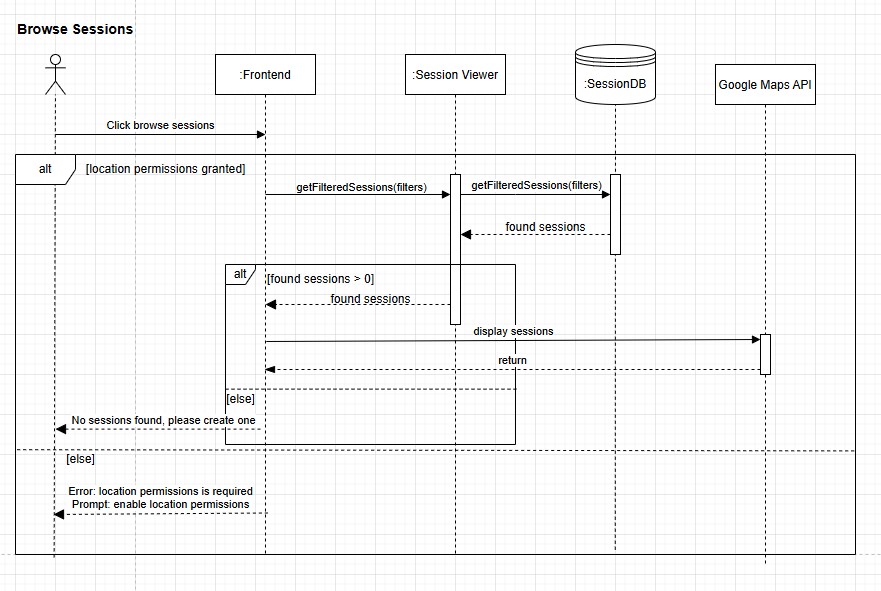 Browse Sessions
:Frontend
:Session Viewer
:SessionDB
Google Maps API
Click browse sessions
alt
[location permissions granted]
getFilteredSessions(filters)
getFilteredSessions(filters)
found sessions
alt
[found sessions > 0]
found sessions
display sessions
return
[else]
No sessions found, please create one
[else]
Error: location permissions is required
Prompt: enable location permissions